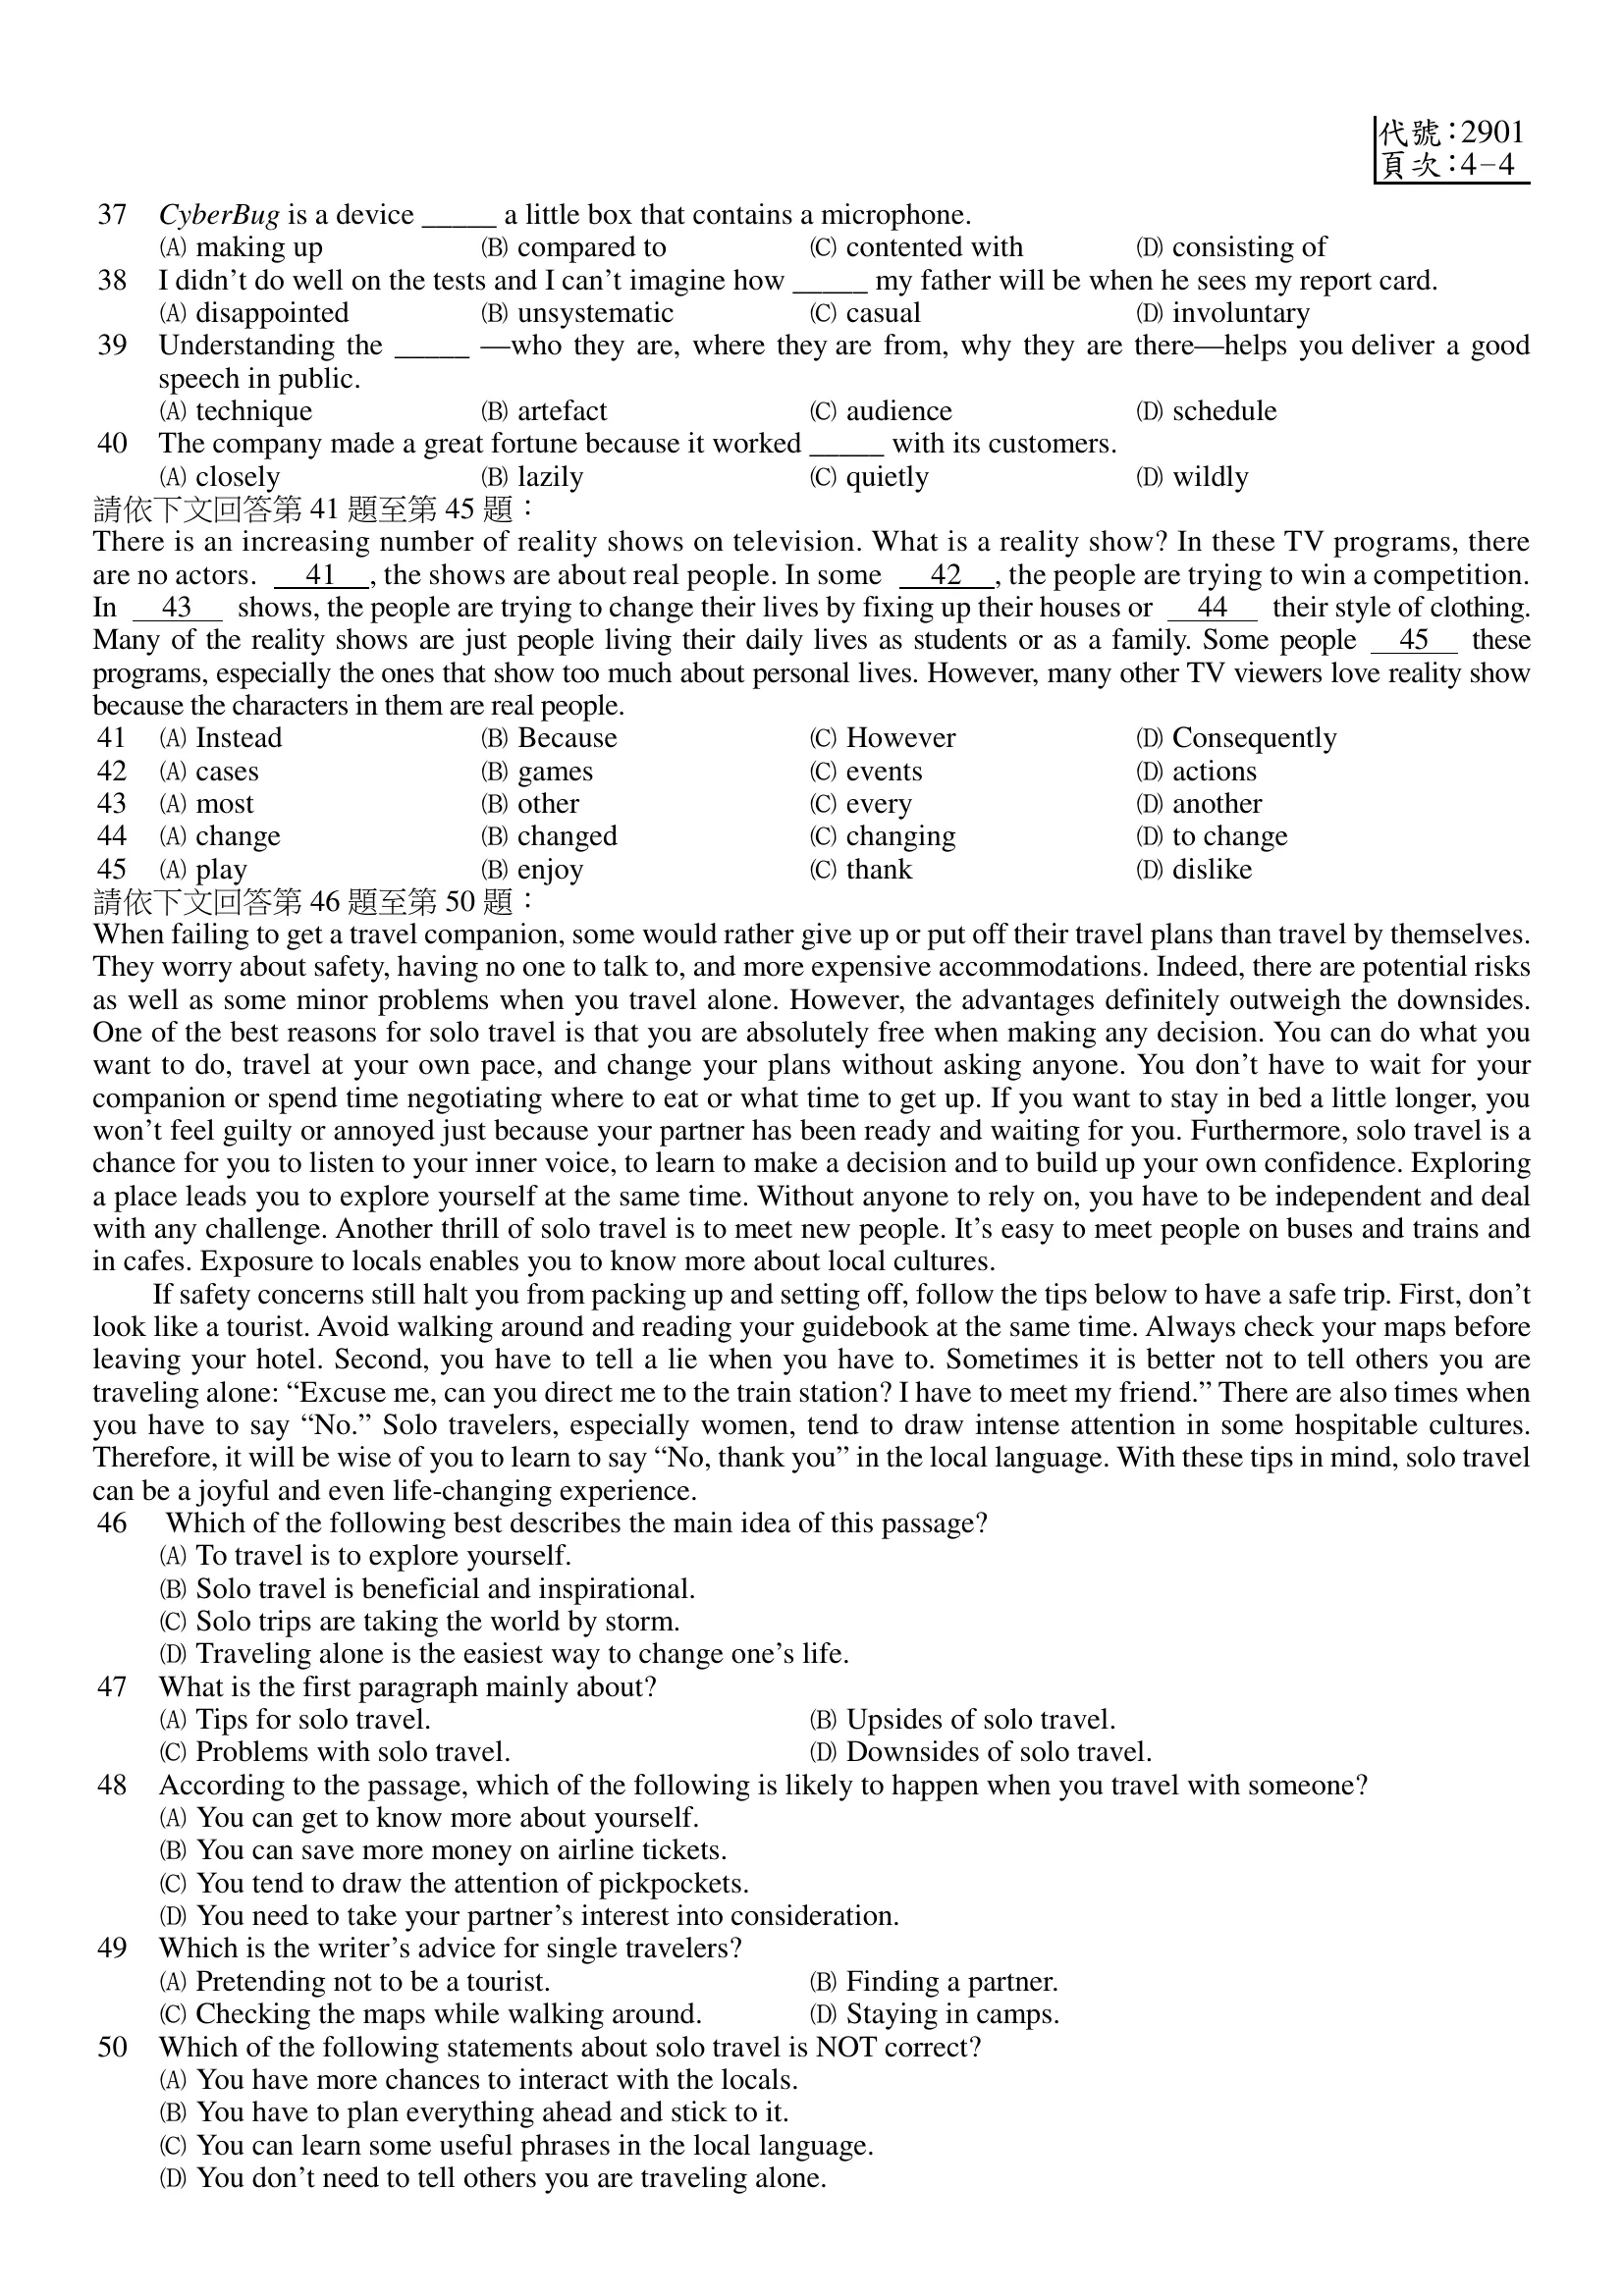 代號：2901
頁次：4－4
37 CyberBug is a device _____ a little box that contains a microphone.
(A) making up (B) compared to (C) contented with (D) consisting of
38 I didn’t do well on the tests and I can’t imagine how _____ my father will be when he sees my report card.
(A) disappointed (B) unsystematic (C) casual (D) involuntary
39 Understanding the _____ —who they are, where they are from, why they are there—helps you deliver a good
speech in public.
(A) technique (B) artefact (C) audience (D) schedule
40 The company made a great fortune because it worked _____ with its customers.
(A) closely (B) lazily (C) quietly (D) wildly
請依下文回答第 41 題至第 45 題：
There is an increasing number of reality shows on television. What is a reality show? In these TV programs, there
are no actors. 41 , the shows are about real people. In some 42 , the people are trying to win a competition.
In 43 shows, the people are trying to change their lives by fixing up their houses or 44 their style of clothing.
Many of the reality shows are just people living their daily lives as students or as a family. Some people 45 these
programs, especially the ones that show too much about personal lives. However, many other TV viewers love reality show
because the characters in them are real people.
41 (A) Instead (B) Because (C) However (D) Consequently
42 (A) cases (B) games (C) events (D) actions
43 (A) most (B) other (C) every (D) another
44 (A) change (B) changed (C) changing (D) to change
45 (A) play (B) enjoy (C) thank (D) dislike
請依下文回答第 46 題至第 50 題：
When failing to get a travel companion, some would rather give up or put off their travel plans than travel by themselves.
They worry about safety, having no one to talk to, and more expensive accommodations. Indeed, there are potential risks
as well as some minor problems when you travel alone. However, the advantages definitely outweigh the downsides.
One of the best reasons for solo travel is that you are absolutely free when making any decision. You can do what you
want to do, travel at your own pace, and change your plans without asking anyone. You don’t have to wait for your
companion or spend time negotiating where to eat or what time to get up. If you want to stay in bed a little longer, you
won’t feel guilty or annoyed just because your partner has been ready and waiting for you. Furthermore, solo travel is a
chance for you to listen to your inner voice, to learn to make a decision and to build up your own confidence. Exploring
a place leads you to explore yourself at the same time. Without anyone to rely on, you have to be independent and deal
with any challenge. Another thrill of solo travel is to meet new people. It’s easy to meet people on buses and trains and
in cafes. Exposure to locals enables you to know more about local cultures.
If safety concerns still halt you from packing up and setting off, follow the tips below to have a safe trip. First, don’t
look like a tourist. Avoid walking around and reading your guidebook at the same time. Always check your maps before
leaving your hotel. Second, you have to tell a lie when you have to. Sometimes it is better not to tell others you are
traveling alone: “Excuse me, can you direct me to the train station? I have to meet my friend.” There are also times when
you have to say “No.” Solo travelers, especially women, tend to draw intense attention in some hospitable cultures.
Therefore, it will be wise of you to learn to say “No, thank you” in the local language. With these tips in mind, solo travel
can be a joyful and even life-changing experience.
46 Which of the following best describes the main idea of this passage?
(A) To travel is to explore yourself.
(B) Solo travel is beneficial and inspirational.
(C) Solo trips are taking the world by storm.
(D) Traveling alone is the easiest way to change one’s life.
47 What is the first paragraph mainly about?
(A) Tips for solo travel. (B) Upsides of solo travel.
(C) Problems with solo travel. (D) Downsides of solo travel.
48 According to the passage, which of the following is likely to happen when you travel with someone?
(A) You can get to know more about yourself.
(B) You can save more money on airline tickets.
(C) You tend to draw the attention of pickpockets.
(D) You need to take your partner’s interest into consideration.
49 Which is the writer’s advice for single travelers?
(A) Pretending not to be a tourist. (B) Finding a partner.
(C) Checking the maps while walking around. (D) Staying in camps.
50 Which of the following statements about solo travel is NOT correct?
(A) You have more chances to interact with the locals.
(B) You have to plan everything ahead and stick to it.
(C) You can learn some useful phrases in the local language.
(D) You don’t need to tell others you are traveling alone.